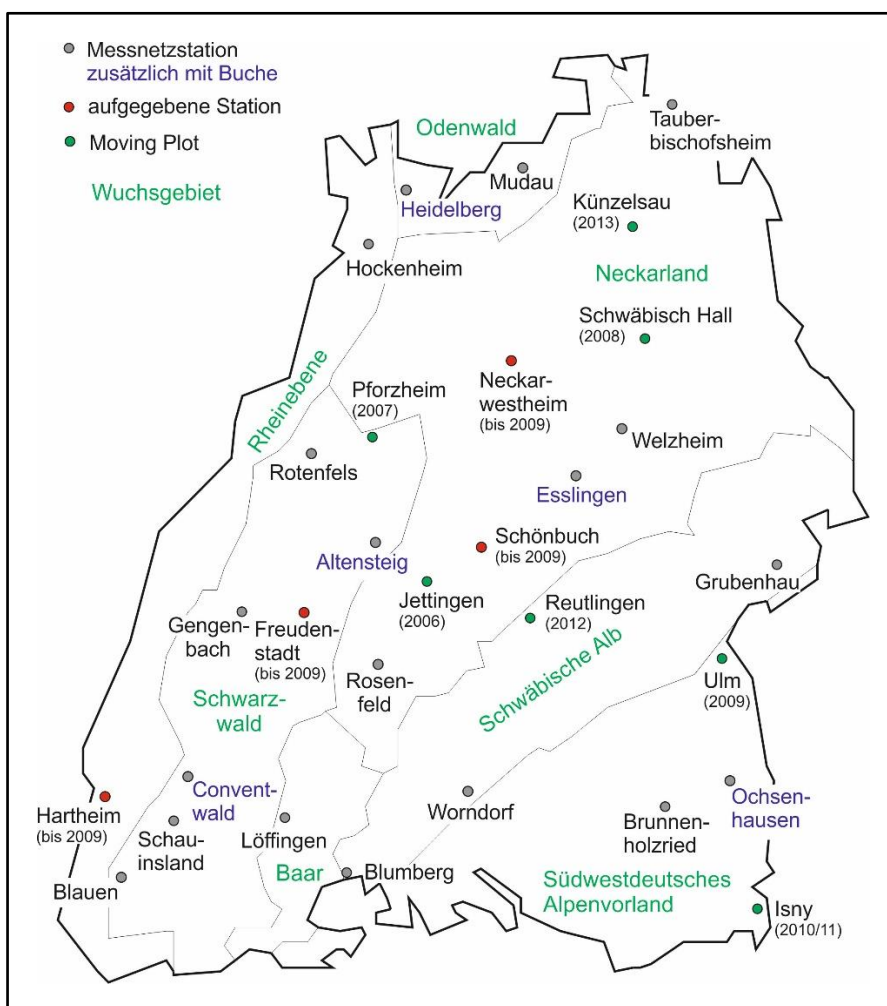 Messnetzstation
zusätzlich mit Buche
aufgegebene Station
Moving Plot
Wuchsgebiet
Odenwald
Tauber-
bischofsheim
Mudau
Heidelberg
Künzelsau
(2013)
Hockenheim
Neckarland
Schwäbisch Hall
(2008)
Rheinebene
Pforzheim
(2007)
Neckar-
westheim
(bis 2009)
Welzheim
Rotenfels
Esslingen
Schönbuch
(bis 2009)
Altensteig
Grubenhau
Jettingen
(2006)
Reutlingen
(2012)
Gengen-
bach
Freuden-
stadt
(bis 2009)
Rosen-
feld
Schwäbische Alb
Ulm
(2009)
Schwarz-
wald
Convent-
wald
Hartheim
(bis 2009)
Schau-
insland
Löffingen
Worndorf
Brunnen-
holzried
Ochsen-
hausen
Blauen
Baar
Blumberg
Südwestdeutsches
Alpenvorland
Isny
(2010/11)